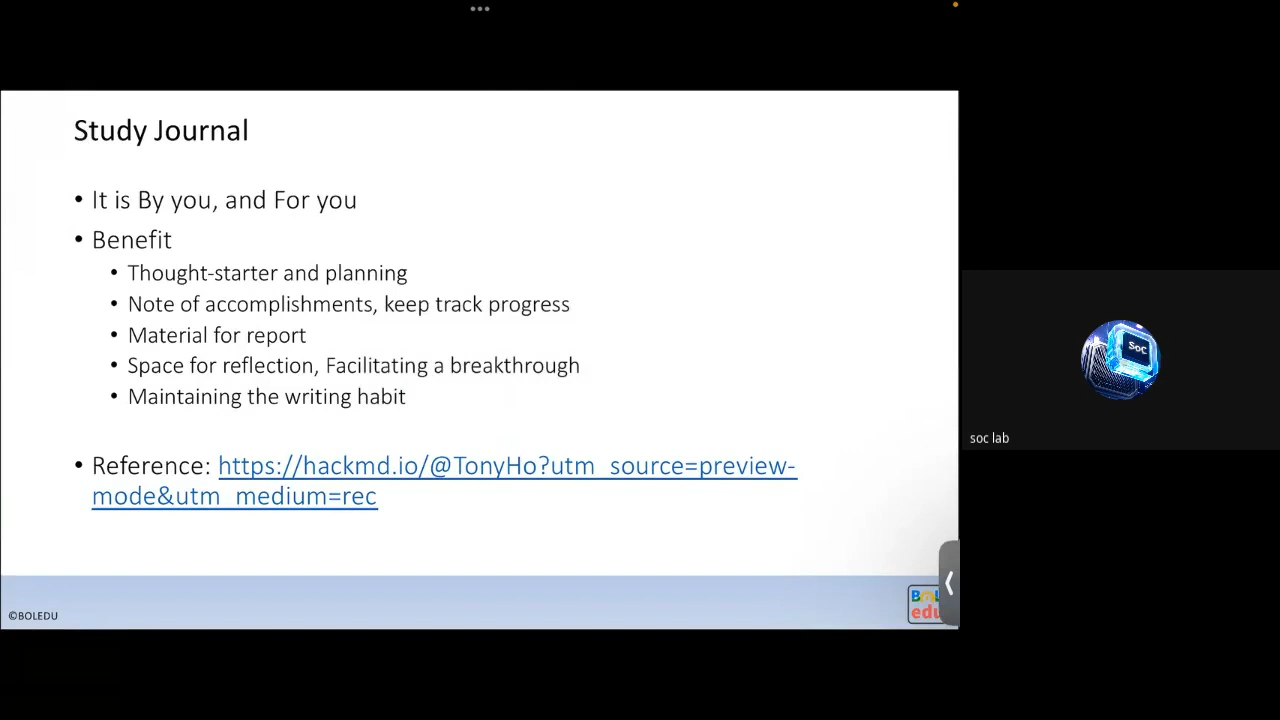 Study Journal
• It is By you, and For you
• Benefit
• Thought-starter and planning
• Note of accomplishments, keep track progress
• Material for report
• Space for reflection, Facilitating a breakthrough
• Maintaining the writing habit
• Reference: https://hackmd.io/@TonyHo?utm_source=preview-
mode&utm_medium=rec
SoC
soc lab
©BOLEDU
edu